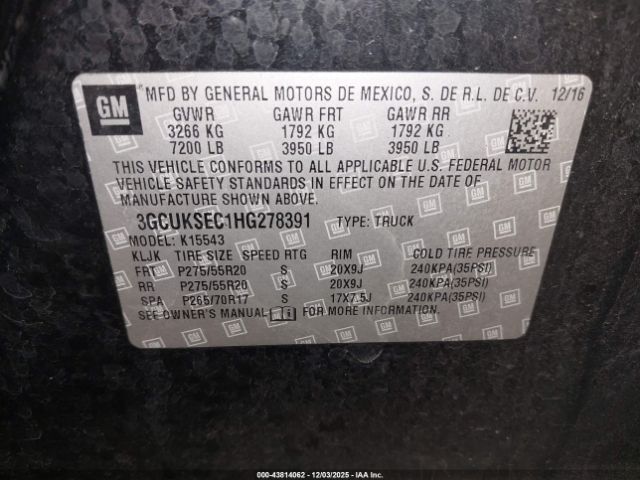 GM
MFD BY GENERAL MOTORS DE MEXICO, S. DE R.L. DE C.V. 12/16
GVWR GAWR FRT GAWR RR
3266 KG 1792 KG 1792 KG
7200 LB 3950 LB 3950 LB
THIS VEHICLE CONFORMS TO ALL APPLICABLE U.S. FEDERAL MOTOR
VEHICLE SAFETY STANDARDS IN EFFECT ON THE DATE OF
MANUFACTURE SHOWN ABOVE.
3GCUKSEC1HG278391 TYPE: TRUCK
MODEL: K15543
KLJK TIRE SIZE SPEED RTG RIM COLD TIRE PRESSURE
FRT P275/55R20 S 20X9J 240KPA(35PSI)
RR P275/55R20 S 20X9J 240KPA(35PSI)
SPA P265/70R17 S 17X7.5J 240KPA(35PSI)
SEE OWNER'S MANUAL FOR MORE INFORMATION.
000-43814062 - 12/03/2025 - IAAI.com